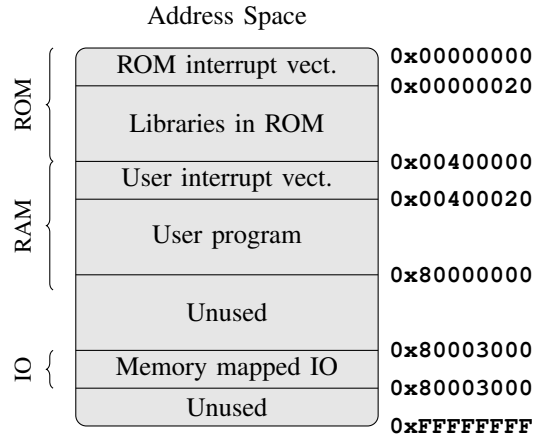 Address Space
ROM interrupt vect.
0x00000000
0x00000020
ROM
Libraries in ROM
0x00400000
User interrupt vect.
0x00400020
RAM
User program
0x80000000
Unused
0x80003000
IO
Memory mapped IO
0x80003000
Unused
0xFFFFFFFF